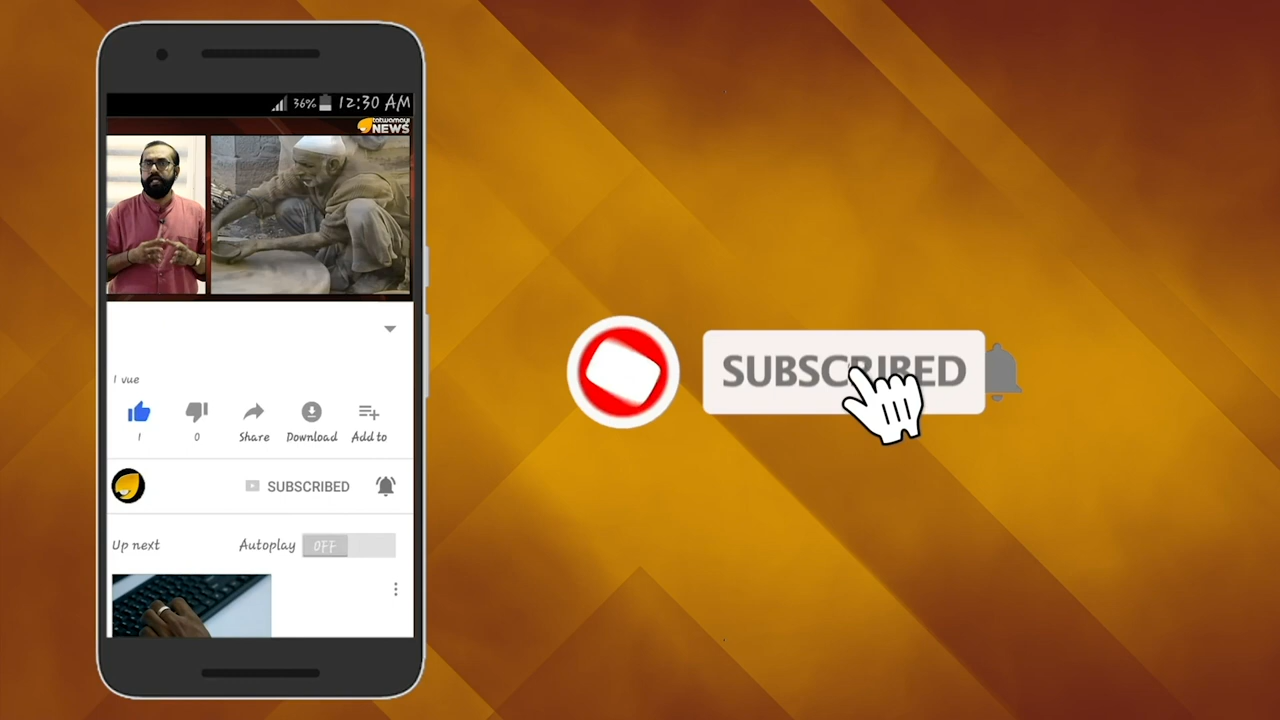 36% 12:30 AM
tatwamayi
NEWS
1 vue
1
0
Share
Download
Add to
SUBSCRIBED
Up next
Autoplay
OFF
SUBSCRIBED